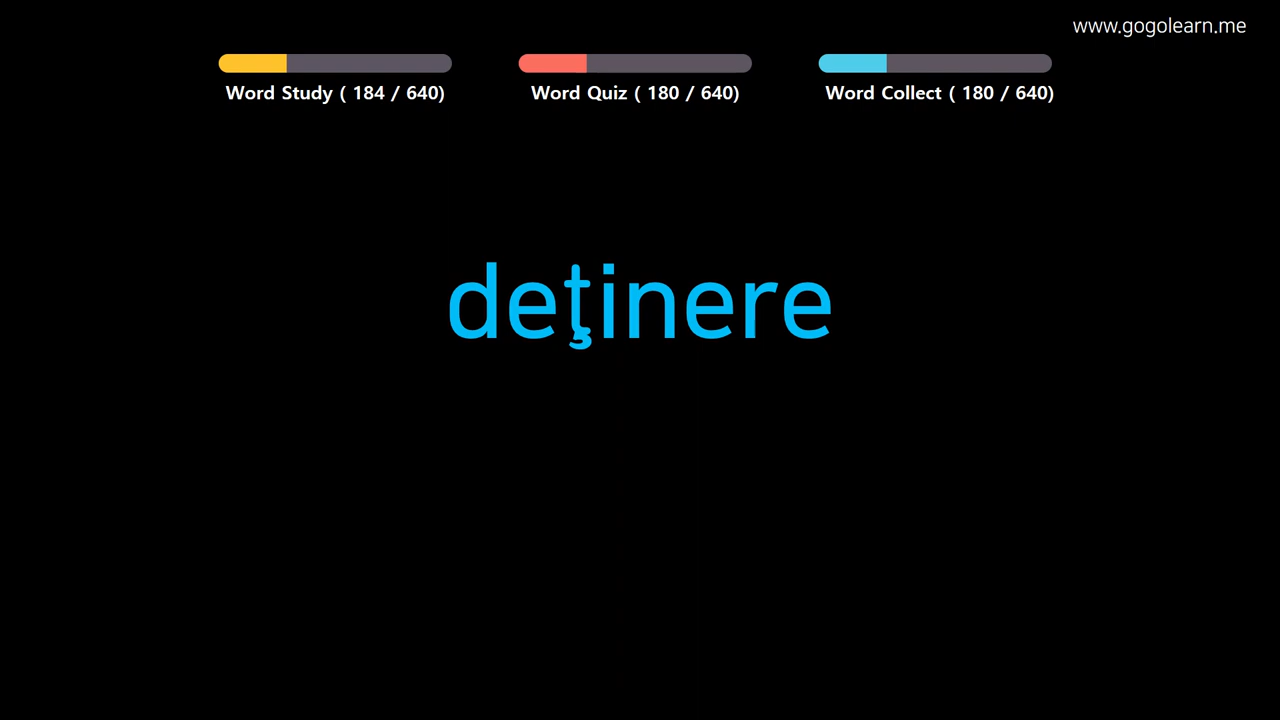 www.gogolearn.me
Word Study ( 184 / 640)
Word Quiz ( 180 / 640)
Word Collect ( 180 / 640)
deţinere